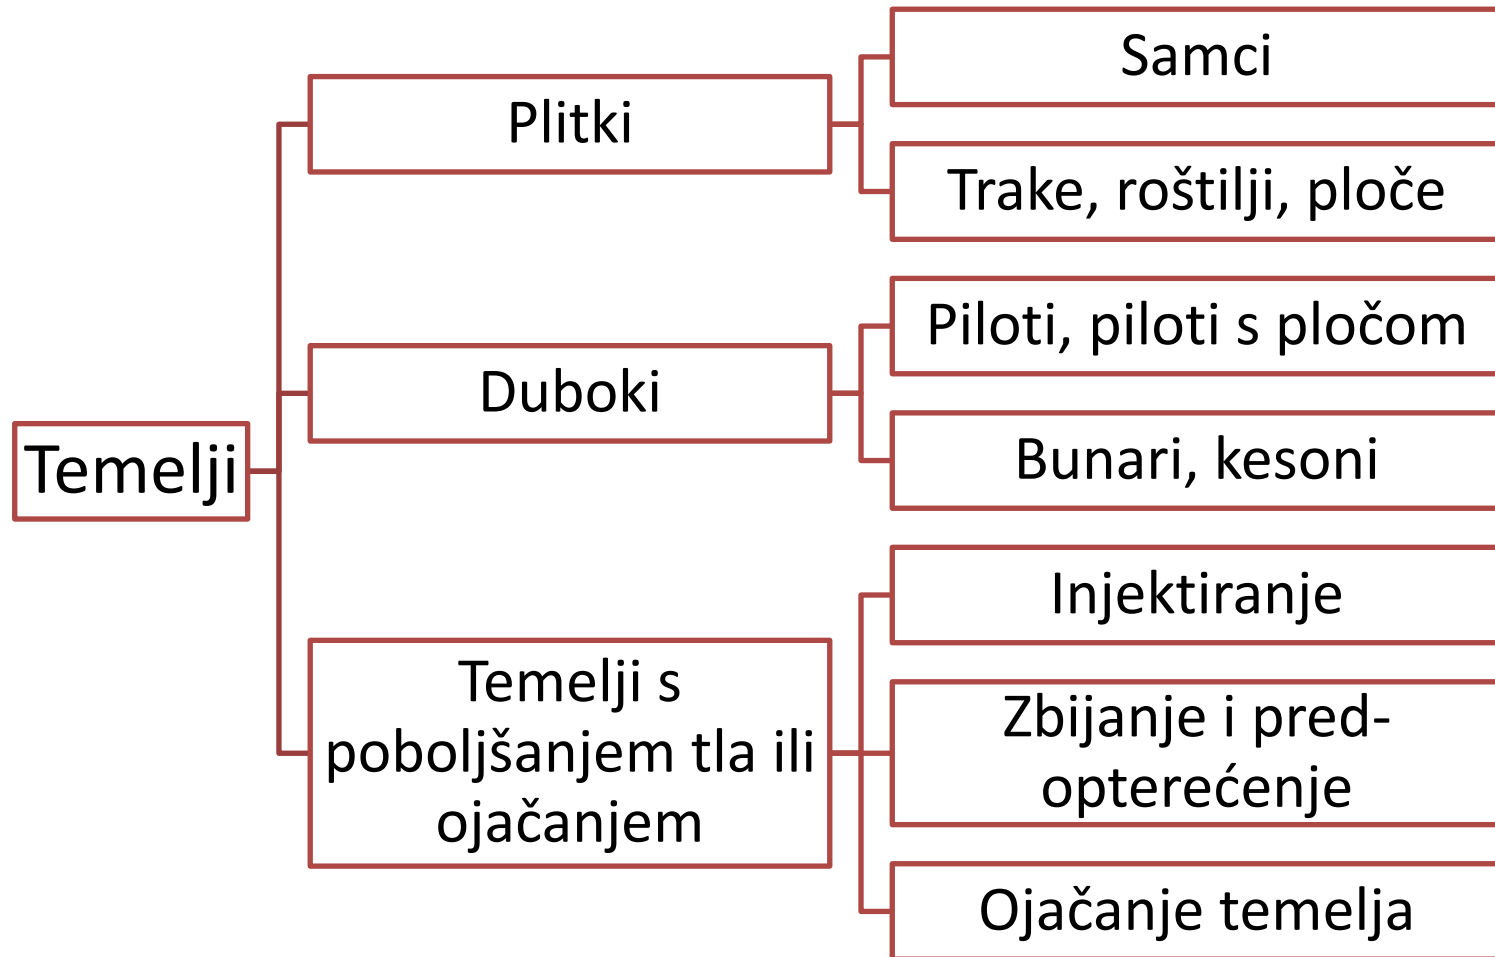 Temelji
Plitki
Samci
Trake, roštilji, ploče
Duboki
Piloti, piloti s pločom
Bunari, kesoni
Temelji s
poboljšanjem tla ili
ojačanjem
Injektiranje
Zbijanje i pred-
opterećenje
Ojačanje temelja